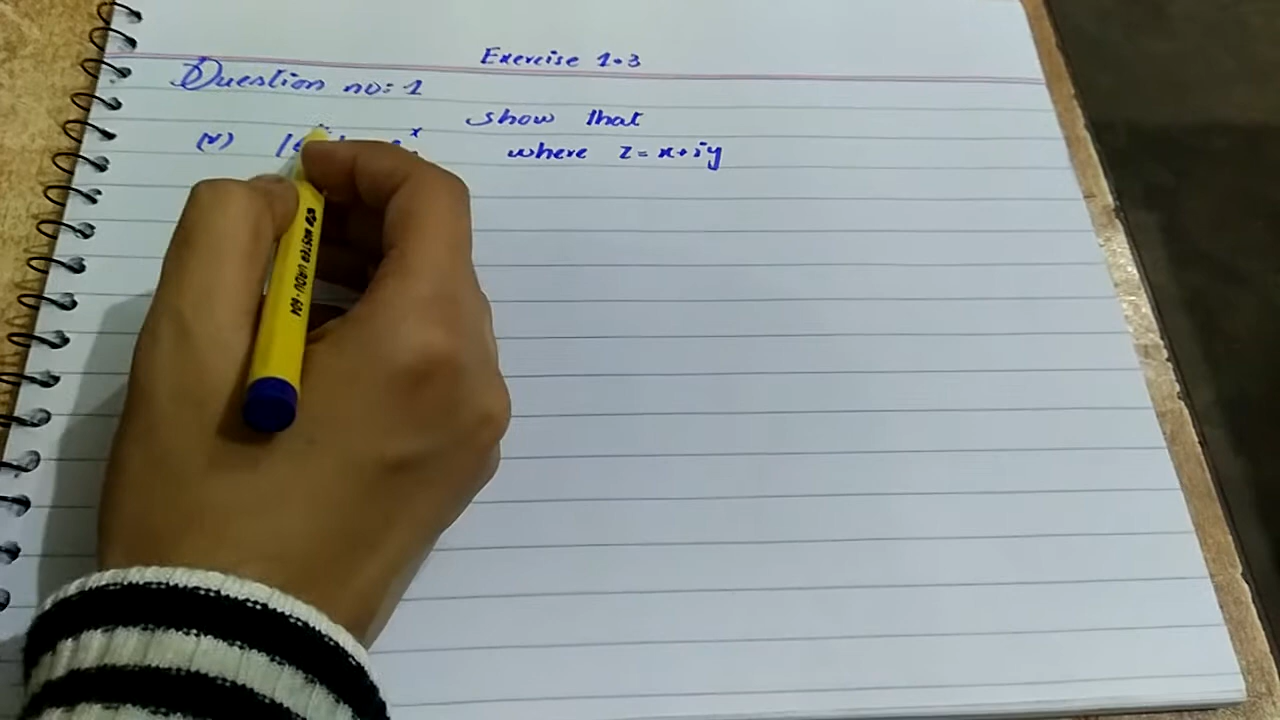 Exercise 1.3
Question no: 1
show that
(v) where z = x+iy